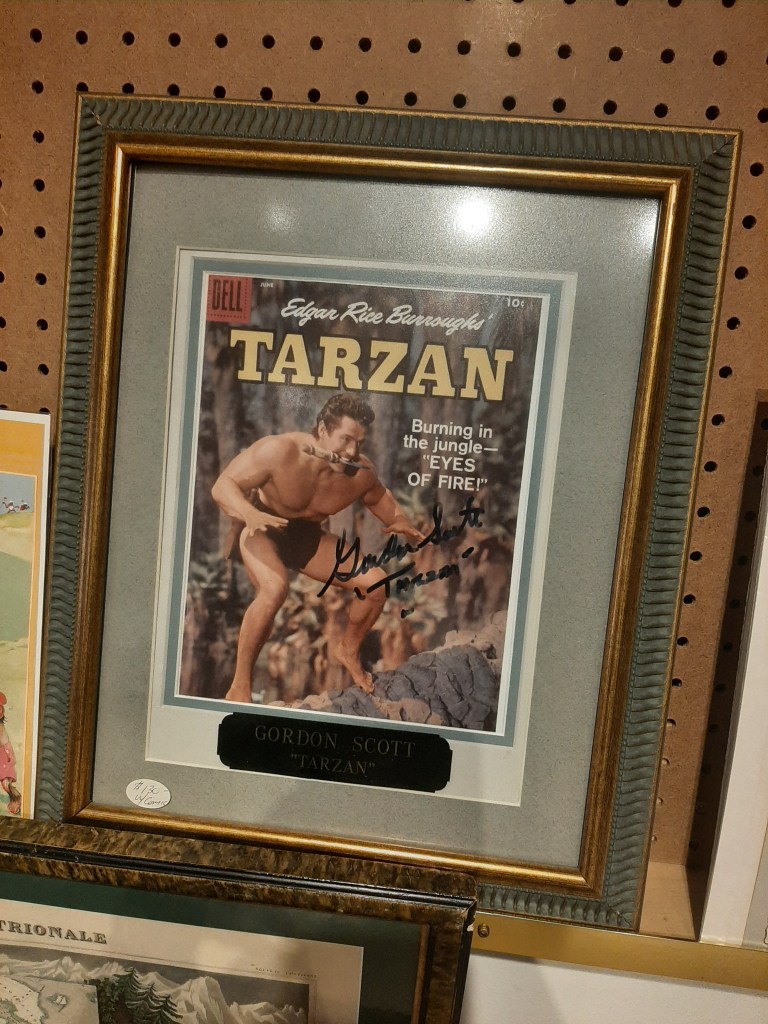 DELL
JUNE
10¢
Edgar Rice Burroughs'
TARZAN
Burning in
the jungle—
"EYES
OF FIRE!"
Gordon Scott
"TARZAN"
GORDON SCOTT
"TARZAN"
$130
TRIONALE